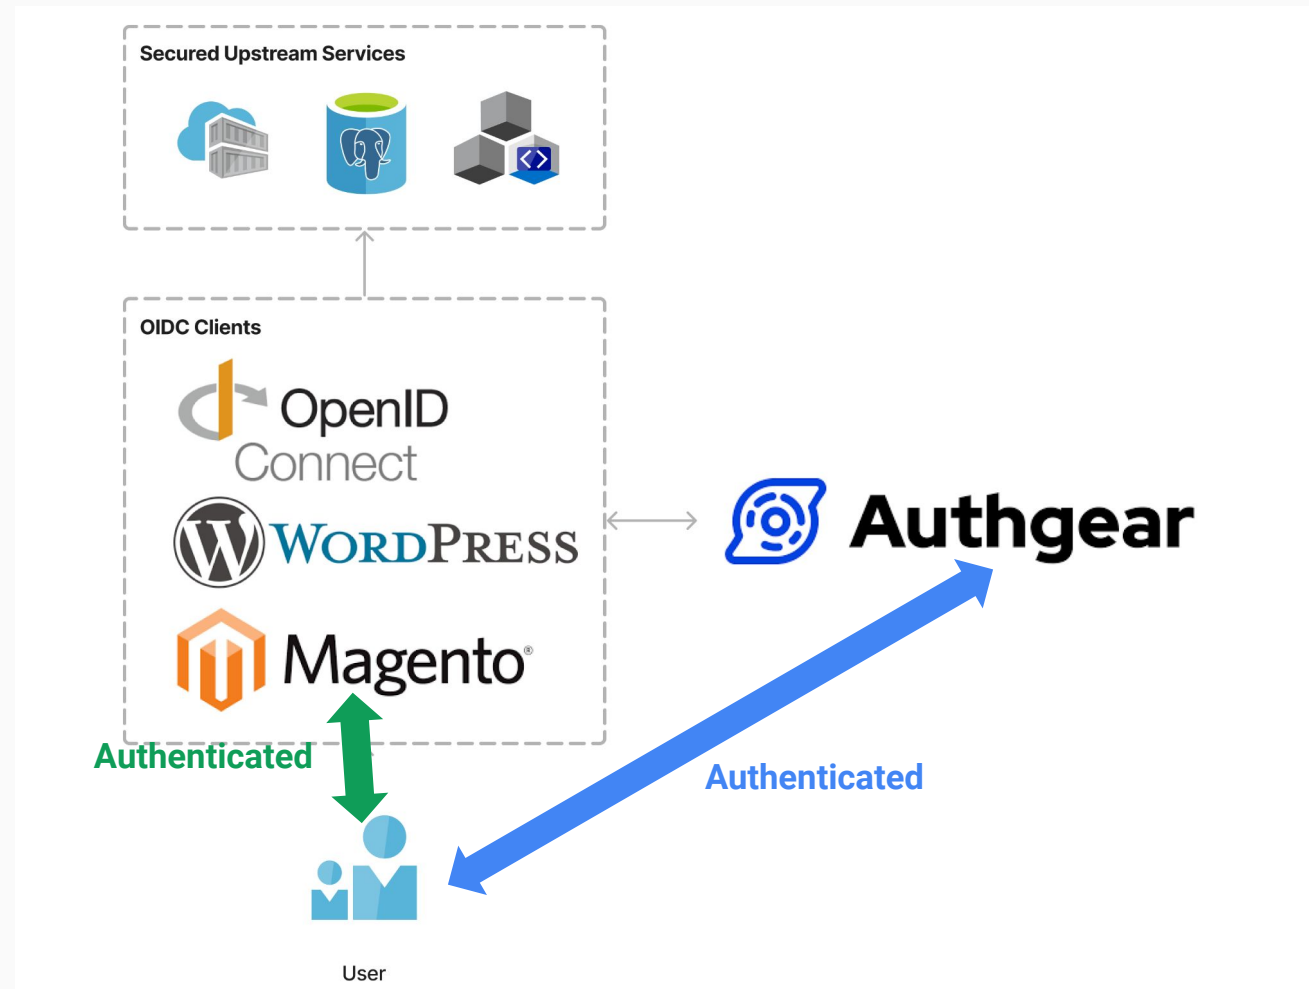 Secured Upstream Services
<>
OIDC Clients
OpenID
Connect
WORDPRESS
Magento®
Authgear
Authenticated
Authenticated
User